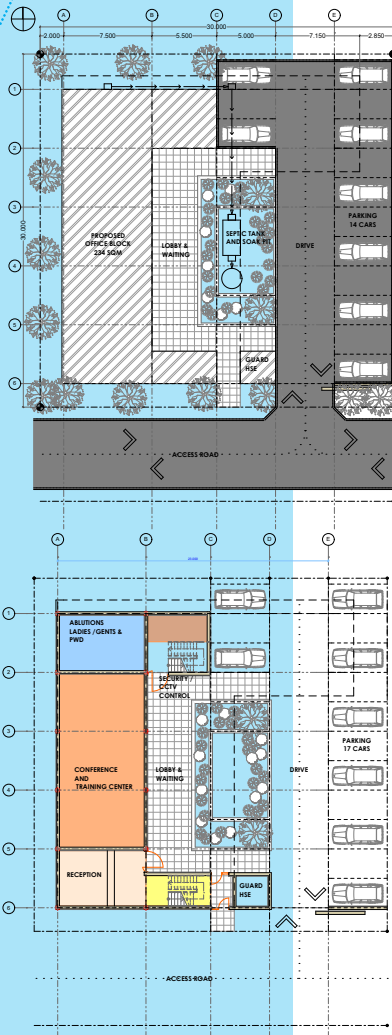 A B C D E
30.000
2.000 7.500 5.500 5.000 7.150 2.850
1
2
3
30.000
PROPOSED
OFFICE BLOCK
234 SQM
LOBBY &
WAITING
SEPTIC TANK
AND SOAK PIT
DRIVE
PARKING
14 CARS
4
5
GUARD
HSE
6
ACCESS ROAD
A B C D E
1
ABLUTIONS
LADIES /GENTS &
PWD
2
SECURITY /
CCTV
CONTROL
3
CONFERENCE
AND
TRAINING CENTER
LOBBY &
WAITING
DRIVE
PARKING
17 CARS
4
5
RECEPTION
GUARD
HSE
6
ACCESS ROAD